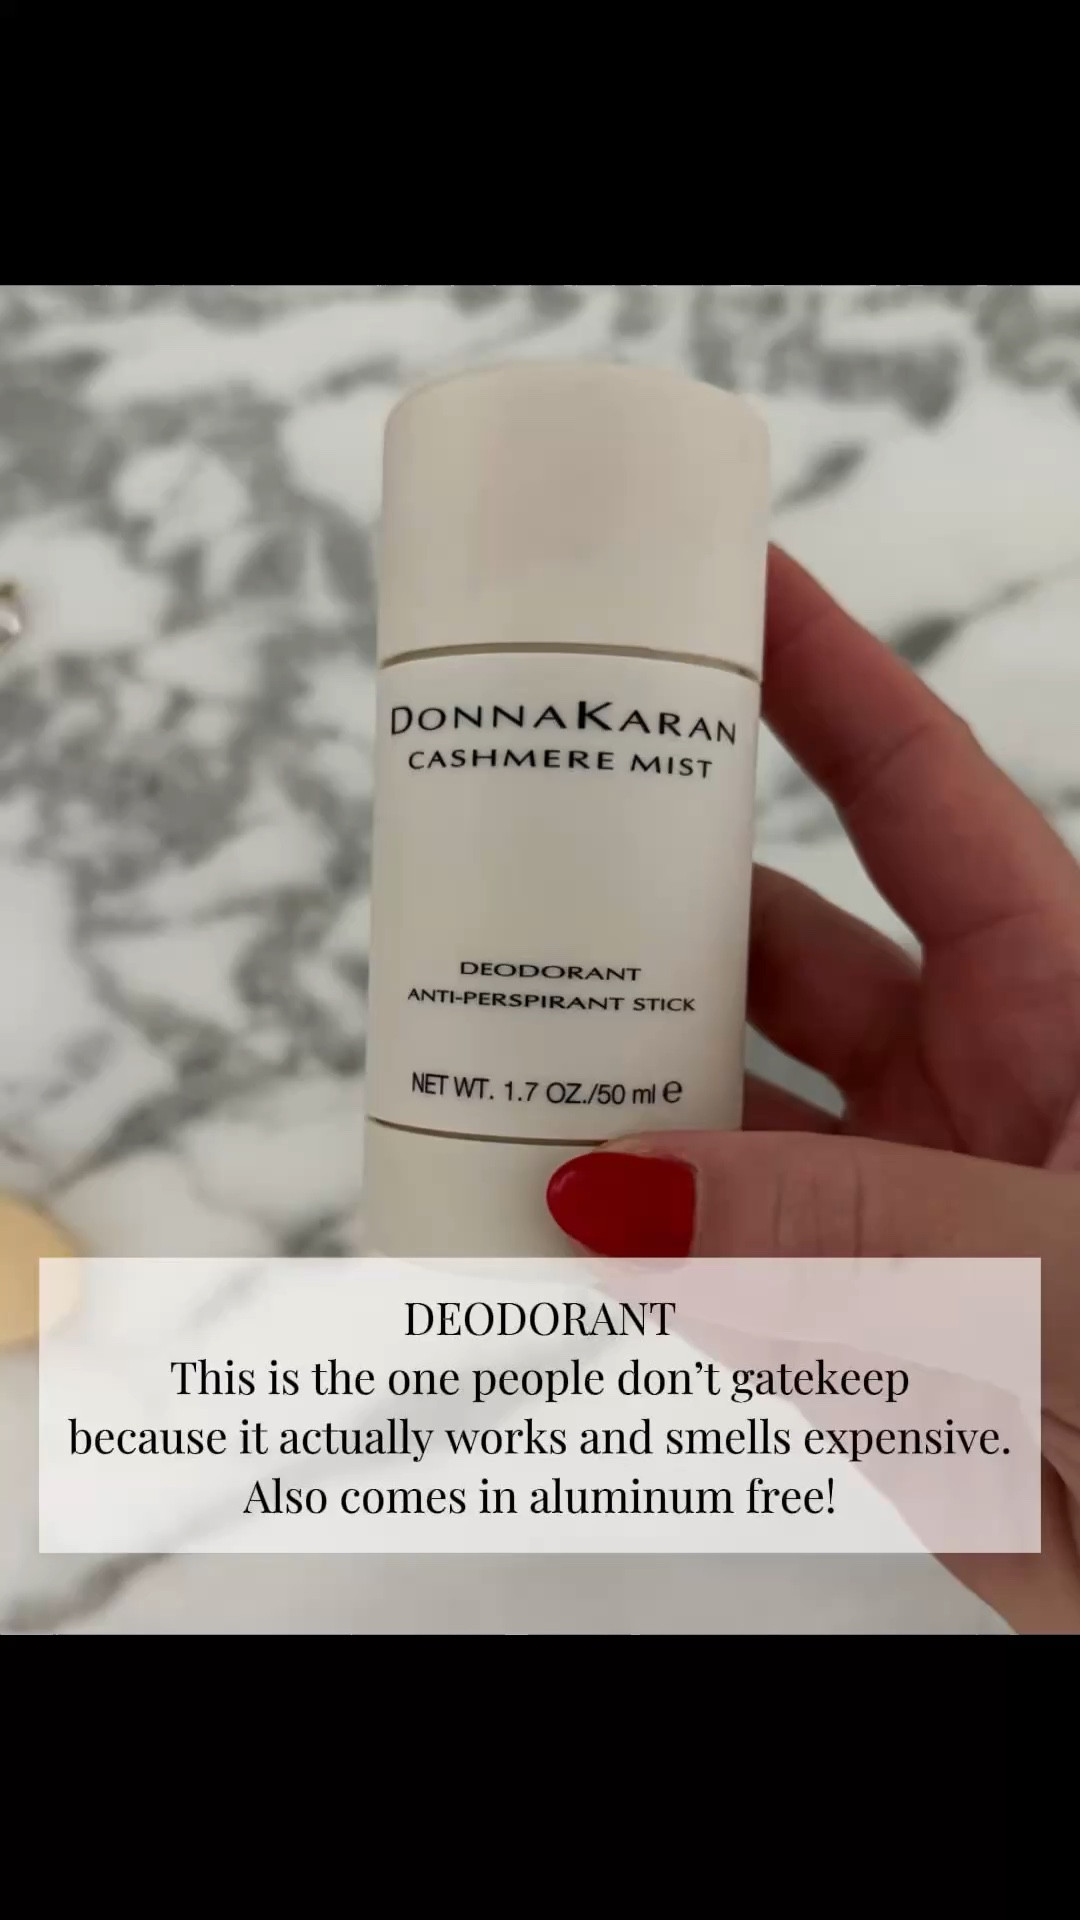 DONNAKARAN
CASHMERE MIST
DEODORANT
ANTI-PERSPIRANT STICK
NET WT. 1.7 OZ./50 ml e
DEODORANT
This is the one people don’t gatekeep
because it actually works and smells expensive.
Also comes in aluminum free!